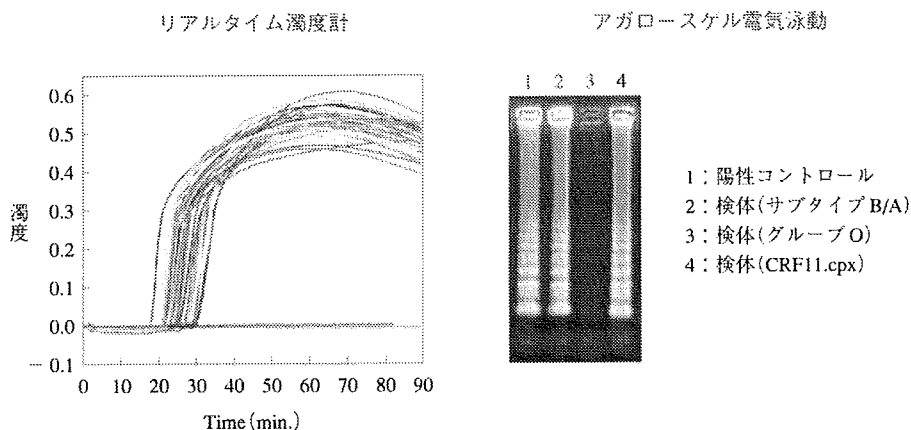 リアルタイム濁度計
濁度
0.6
0.5
0.4
0.3
0.2
0.1
0.0
－0.1
0 10 20 30 40 50 60 70 80 90
Time(min.)
アガロースゲル電気泳動
1 2 3 4
1：陽性コントロール
2：検体(サブタイプ B/A)
3：検体(グループ O)
4：検体(CRF11.cpx)